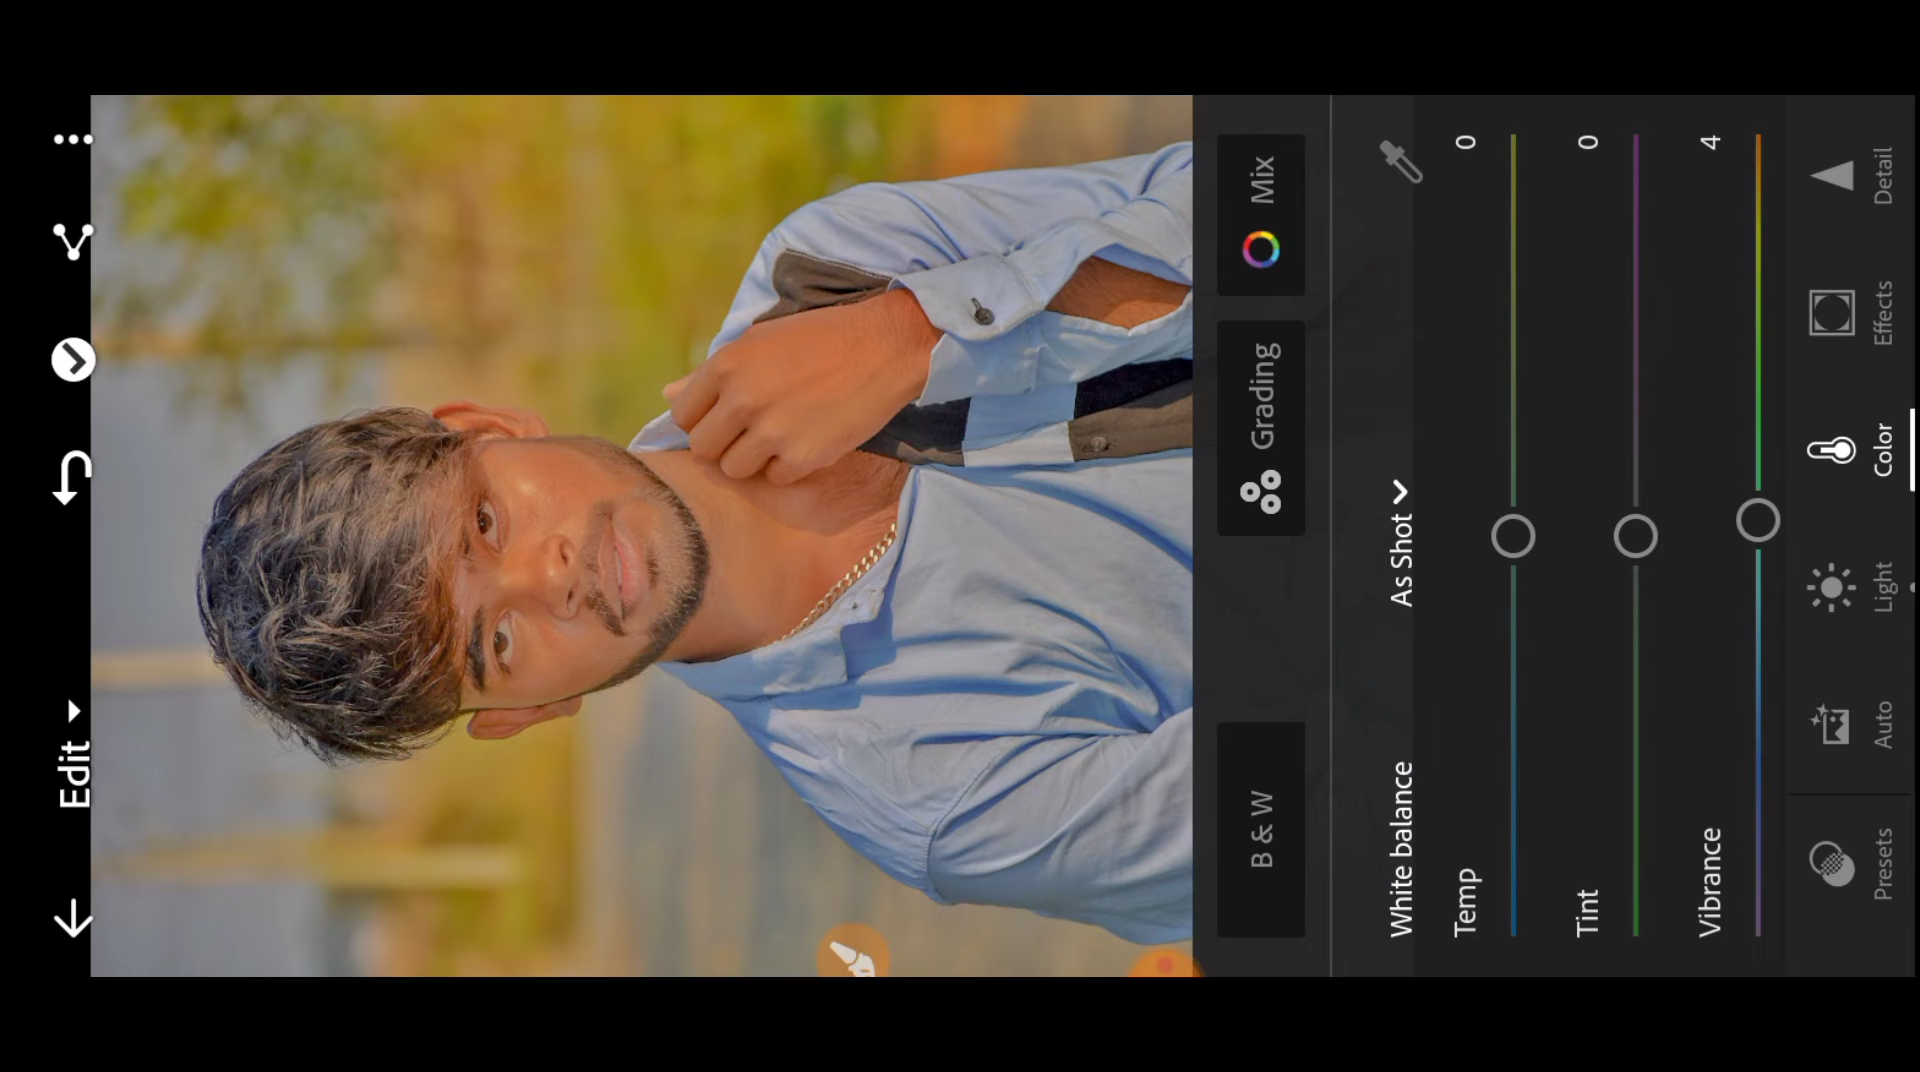 Edit
B & W
Grading
Mix
White balance
As Shot
Temp
0
Tint
0
Vibrance
4
Presets
Auto
Light
Color
Effects
Detail